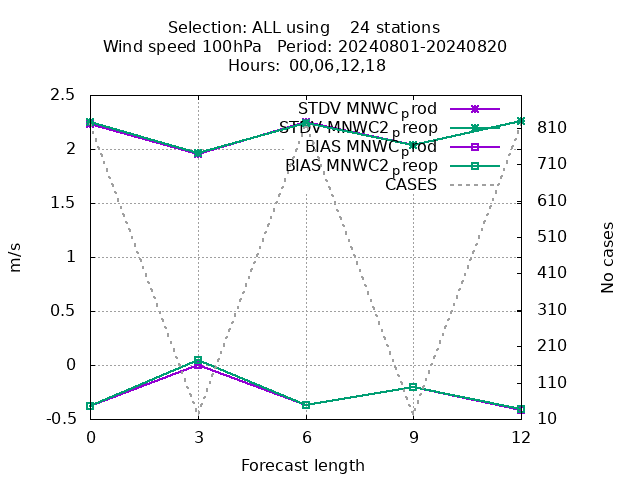 Selection: ALL using    24 stations
Wind speed 100hPa   Period: 20240801-20240820
Hours: 00,06,12,18
STDV MNWC_prod
STDV MNWC2_preop
BIAS MNWC_prod
BIAS MNWC2_preop
CASES
2.5
2
1.5
1
0.5
0
-0.5
m/s
810
710
610
510
410
310
210
110
10
No cases
0 3 6 9 12
Forecast length